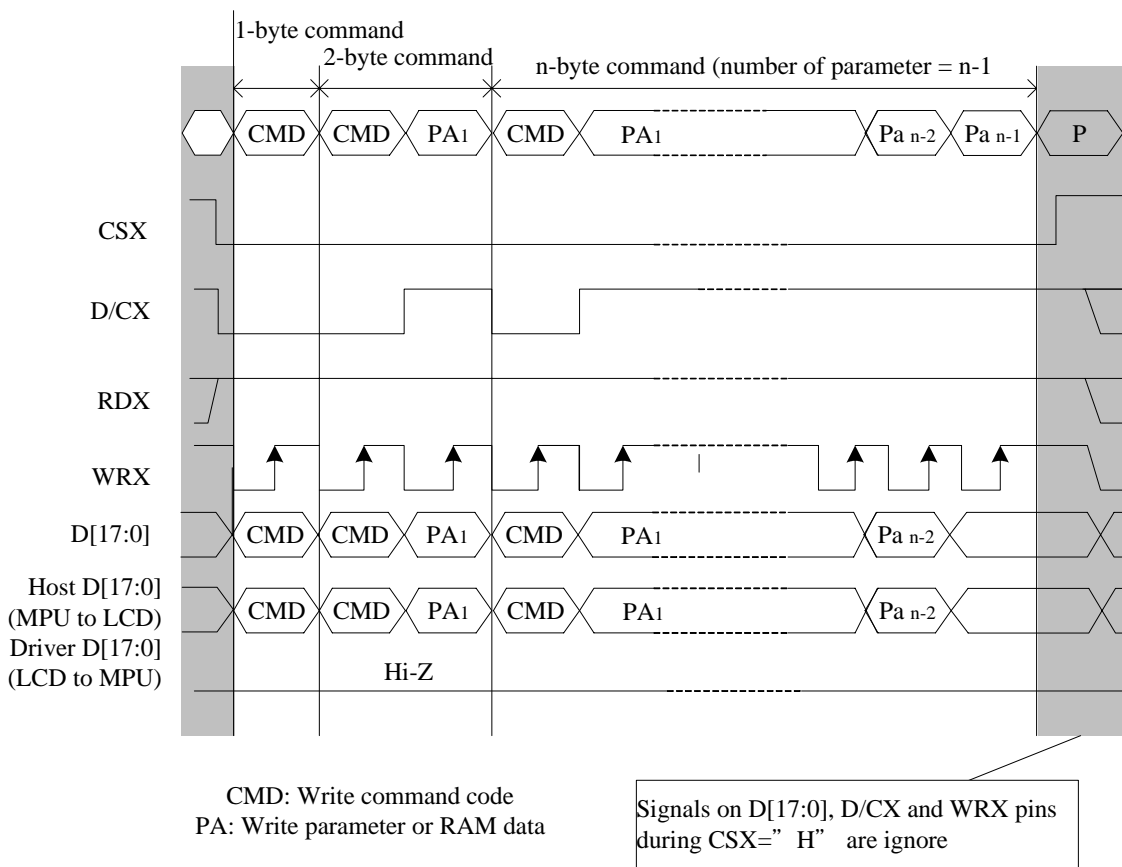 1-byte command
2-byte command
n-byte command (number of parameter = n-1
CMD CMD PA1 CMD PA1 Pa n-2 Pa n-1 P
CSX
D/CX
RDX
WRX
D[17:0] CMD CMD PA1 CMD PA1 Pa n-2
Host D[17:0]
(MPU to LCD) CMD CMD PA1 CMD PA1 Pa n-2
Driver D[17:0]
(LCD to MPU) Hi-Z
CMD: Write command code
PA: Write parameter or RAM data
Signals on D[17:0], D/CX and WRX pins
during CSX=” H” are ignore